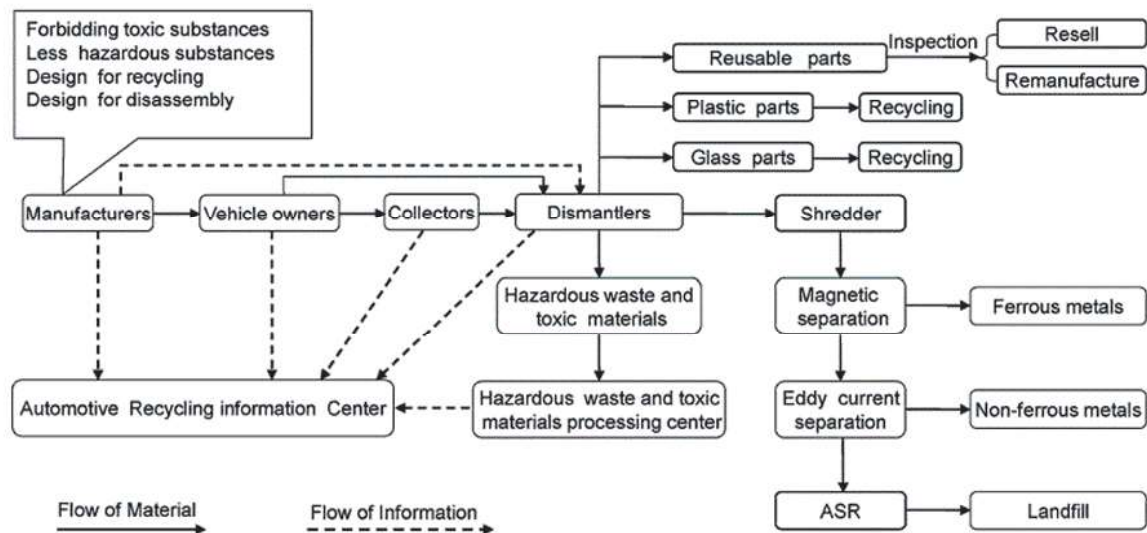 Forbidding toxic substances
Less hazardous substances
Design for recycling
Design for disassembly
Reusable parts
Inspection
Resell
Remanufacture
Plastic parts
Recycling
Glass parts
Recycling
Manufacturers
Vehicle owners
Collectors
Dismantlers
Shredder
Hazardous waste and
toxic materials
Magnetic
separation
Ferrous metals
Automotive Recycling information Center
Hazardous waste and toxic
materials processing center
Eddy current
separation
Non-ferrous metals
Flow of Material
Flow of Information
ASR
Landfill